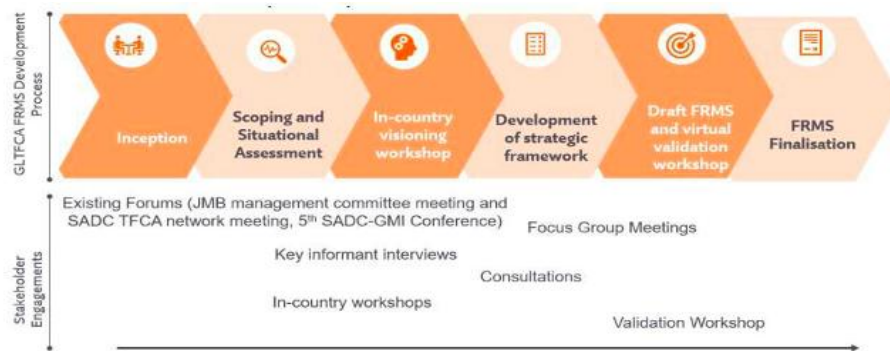 GLTFCA FRMS Development
Process
Inception
Scoping and
Situational
Assessment
In-country
visioning
workshop
Development
of strategic
framework
Draft FRMS
and virtual
validation
workshop
FRMS
Finalisation
Stakeholder
Engagements
Existing Forums (JMB management committee meeting and
SADC TFCA network meeting, 5th SADC-GMI Conference)
Focus Group Meetings
Key informant interviews
Consultations
In-country workshops
Validation Workshop